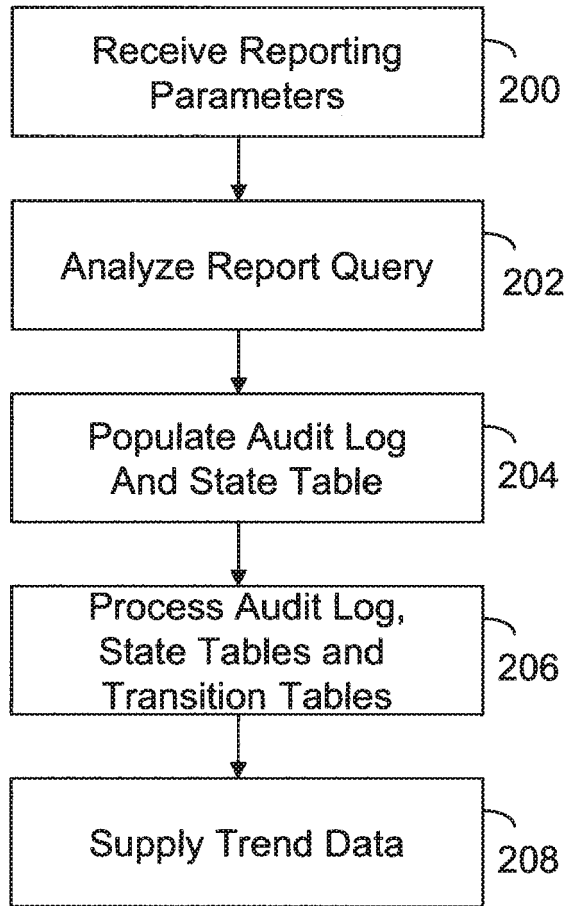 Receive Reporting
Parameters
200
Analyze Report Query
202
Populate Audit Log
And State Table
204
Process Audit Log,
State Tables and
Transition Tables
206
Supply Trend Data
208